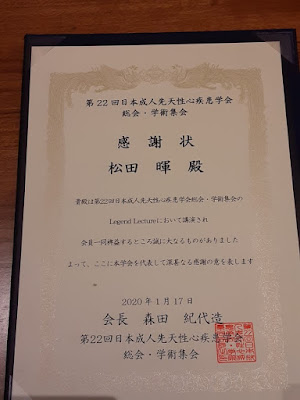 第22回日本成人先天性心疾患学会
総会・学術集会
感謝状
松田 暉 殿
貴殿は第22回日本成人先天性心疾患学会総会・学術集会の
Legend Lectureにおいて講演され
会員一同裨益するところ誠に大なるものがありました
よって、ここに本学会を代表して深甚なる感謝の意を表します
2020年1月17日
会長 森田 紀代造
第22回日本成人先天性心疾患学会
総会・学術集会